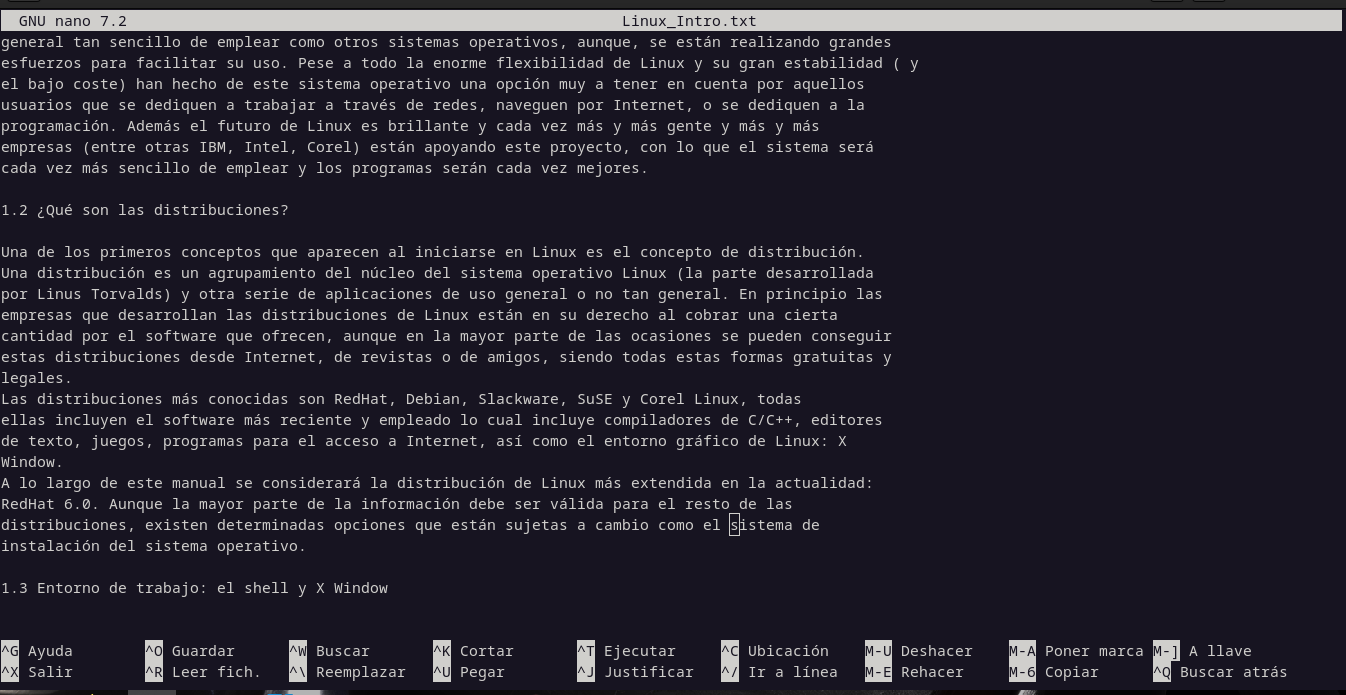 GNU nano 7.2 Linux_Intro.txt
general tan sencillo de emplear como otros sistemas operativos, aunque, se están realizando grandes
esfuerzos para facilitar su uso. Pese a todo la enorme flexibilidad de Linux y su gran estabilidad ( y
el bajo coste) han hecho de este sistema operativo una opción muy a tener en cuenta por aquellos
usuarios que se dediquen a trabajar a través de redes, naveguen por Internet, o se dediquen a la
programación. Además el futuro de Linux es brillante y cada vez más y más gente y más y más
empresas (entre otras IBM, Intel, Corel) están apoyando este proyecto, con lo que el sistema será
cada vez más sencillo de emplear y los programas serán cada vez mejores.

1.2 ¿Qué son las distribuciones?

Una de los primeros conceptos que aparecen al iniciarse en Linux es el concepto de distribución.
Una distribución es un agrupamiento del núcleo del sistema operativo Linux (la parte desarrollada
por Linus Torvalds) y otra serie de aplicaciones de uso general o no tan general. En principio las
empresas que desarrollan las distribuciones de Linux están en su derecho al cobrar una cierta
cantidad por el software que ofrecen, aunque en la mayor parte de las ocasiones se pueden conseguir
estas distribuciones desde Internet, de revistas o de amigos, siendo todas estas formas gratuitas y
legales.
Las distribuciones más conocidas son RedHat, Debian, Slackware, SuSE y Corel Linux, todas
ellas incluyen el software más reciente y empleado lo cual incluye compiladores de C/C++, editores
de texto, juegos, programas para el acceso a Internet, así como el entorno gráfico de Linux: X
Window.
A lo largo de este manual se considerará la distribución de Linux más extendida en la actualidad:
RedHat 6.0. Aunque la mayor parte de la información debe ser válida para el resto de las
distribuciones, existen determinadas opciones que están sujetas a cambio como el sistema de
instalación del sistema operativo.

1.3 Entorno de trabajo: el shell y X Window

^G Ayuda ^O Guardar ^W Buscar ^K Cortar ^T Ejecutar ^C Ubicación M-U Deshacer M-A Poner marca M-] A llave
^X Salir ^R Leer fich. ^\ Reemplazar ^U Pegar ^J Justificar ^/ Ir a línea M-E Rehacer M-6 Copiar ^Q Buscar atrás